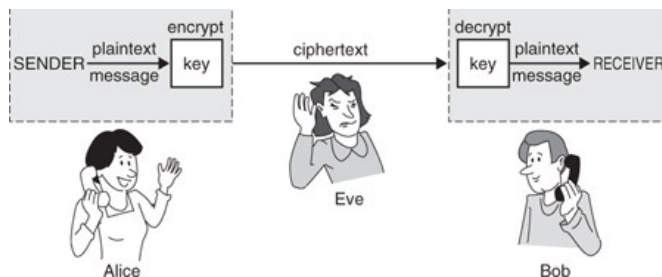 encrypt
decrypt
SENDER
plaintext
message
key
ciphertext
key
plaintext
message
RECEIVER
Eve
Alice
Bob